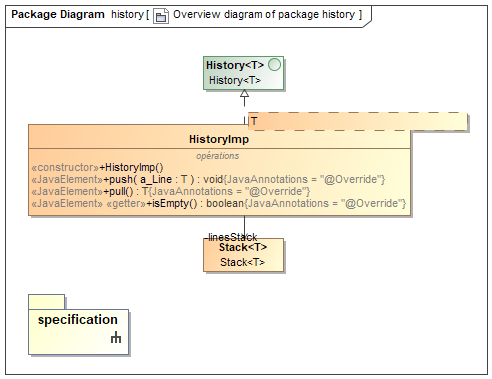 Package Diagram history [ Overview diagram of package history ]
History<T>
History<T>
T
HistoryImp
opérations
«constructor»+HistoryImp()
«JavaElement»+push( a_Line : T ) : void{JavaAnnotations = "@Override"}
«JavaElement»+pull() : T{JavaAnnotations = "@Override"}
«JavaElement» «getter»+isEmpty() : boolean{JavaAnnotations = "@Override"}
-linesStack
Stack<T>
Stack<T>
specification